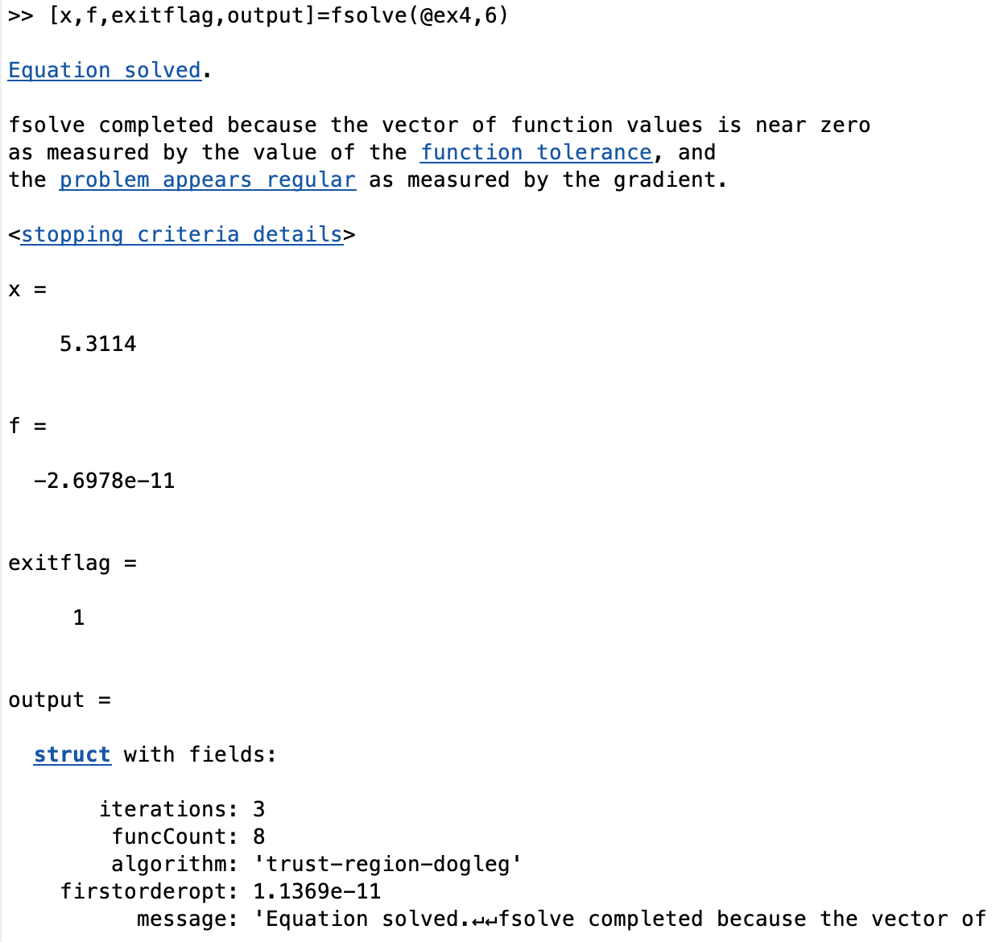 >> [x,f,exitflag,output]=fsolve(@ex4,6)
Equation solved.
fsolve completed because the vector of function values is near zero
as measured by the value of the function tolerance, and
the problem appears regular as measured by the gradient.
<stopping criteria details>
x =
5.3114
f =
-2.6978e-11
exitflag =
1
output =
struct with fields:
iterations: 3
funcCount: 8
algorithm: 'trust-region-dogleg'
firstorderopt: 1.1369e-11
message: 'Equation solved.↵↵fsolve completed because the vector of